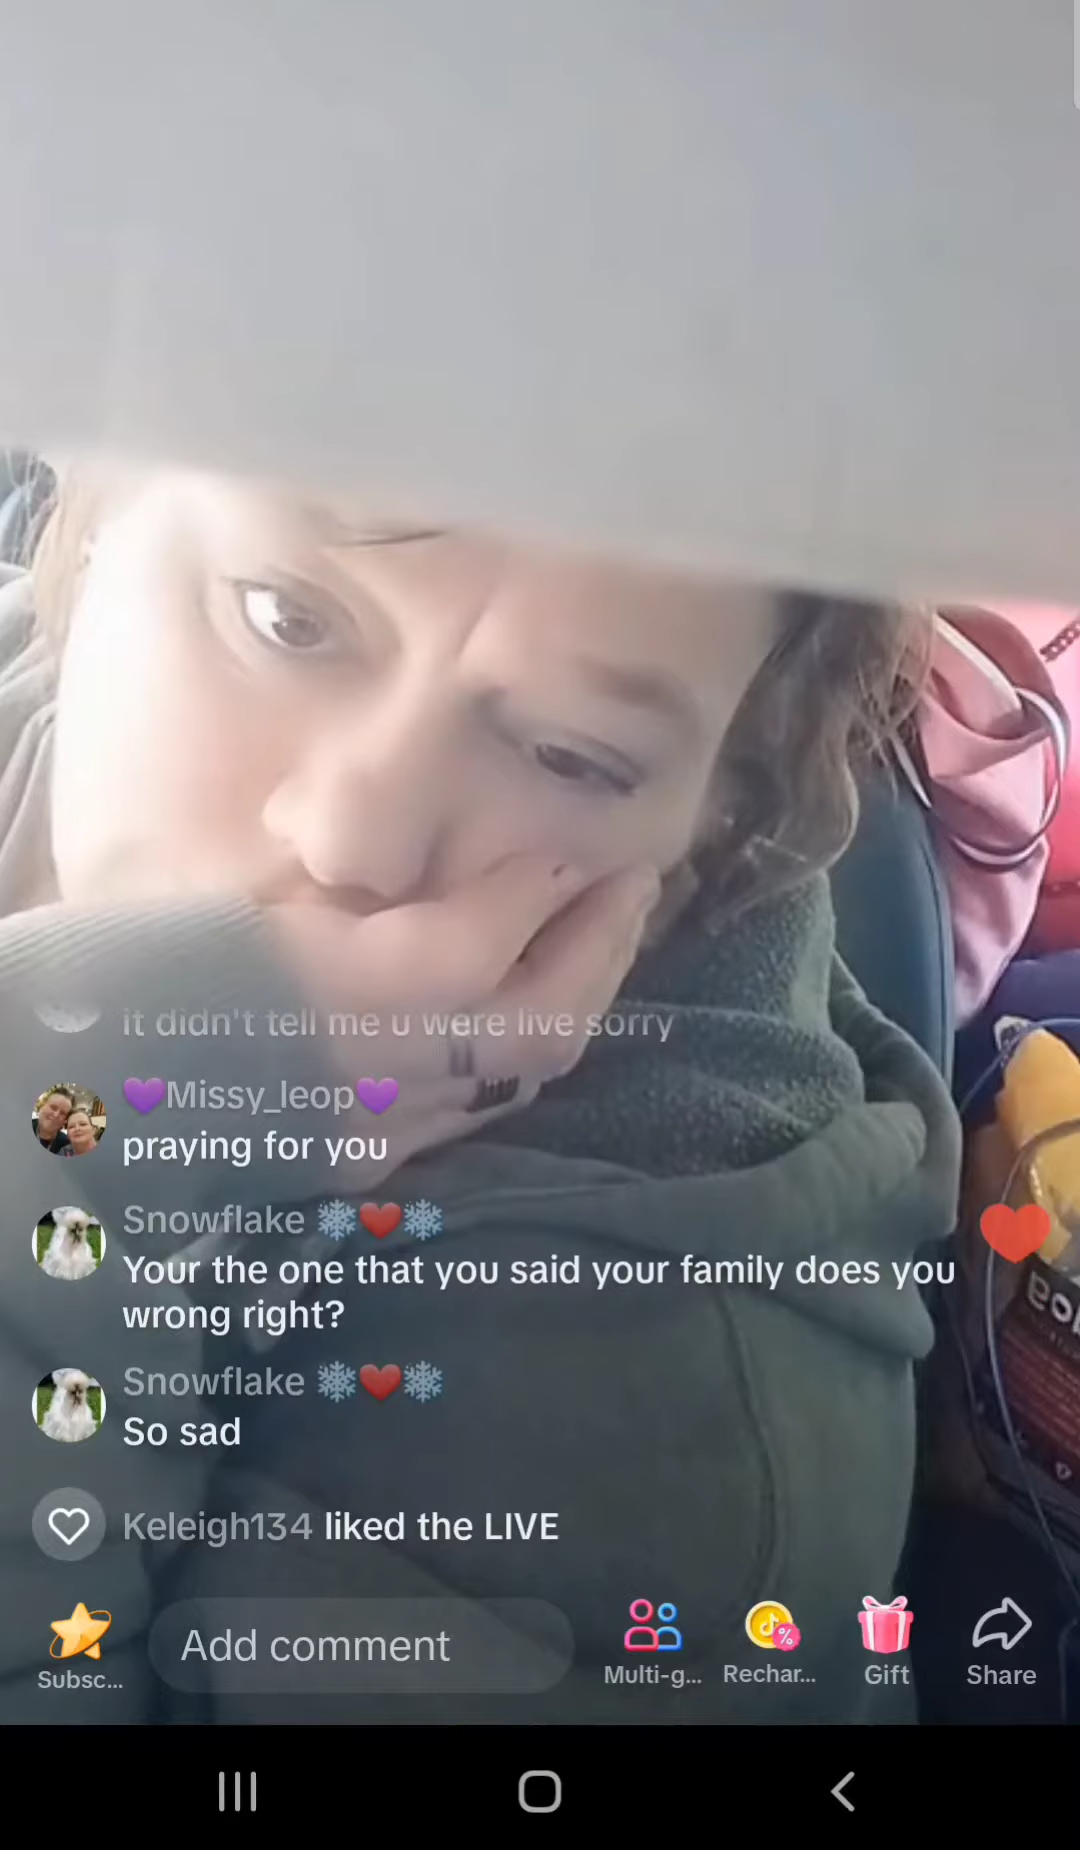 it didn't tell me u were live sorry
💜Missy_leop💜
praying for you
Snowflake ❄️❤️❄️
Your the one that you said your family does you
wrong right?
Snowflake ❄️❤️❄️
So sad
Keleigh134 liked the LIVE
Add comment
Subsc...
Multi-g...
Rechar...
Gift
Share